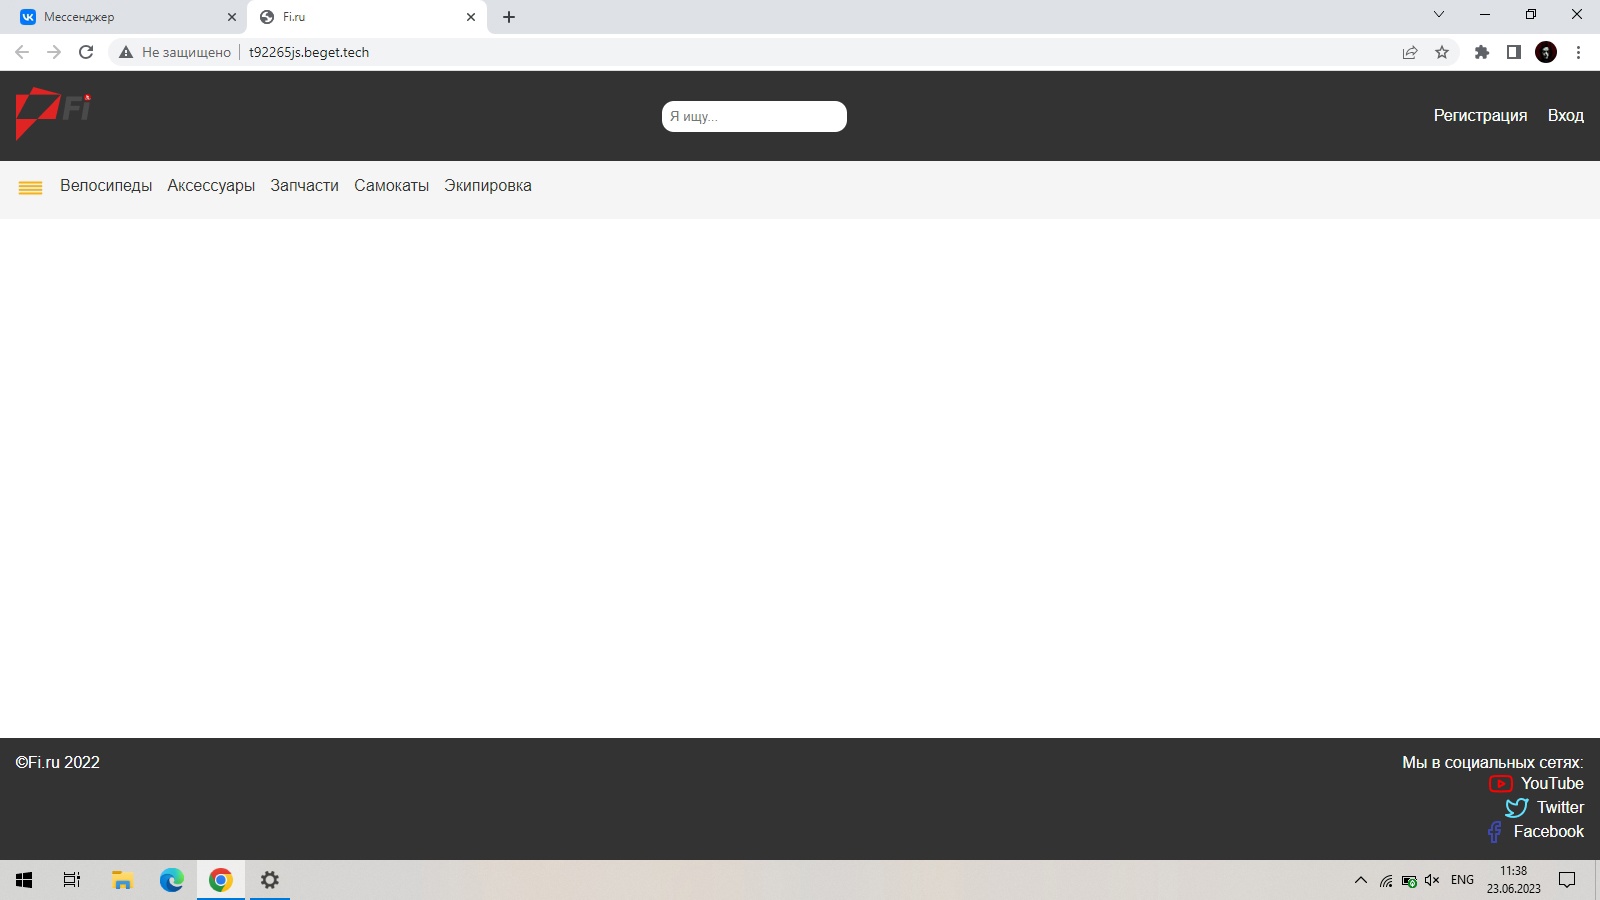 Мессенджер
Fi.ru
Не защищено
t92265js.beget.tech
Fi
Я ищу...
Регистрация
Вход
Велосипеды
Аксессуары
Запчасти
Самокаты
Экипировка
©Fi.ru 2022
Мы в социальных сетях:
YouTube
Twitter
Facebook
ENG
11:38
23.06.2023